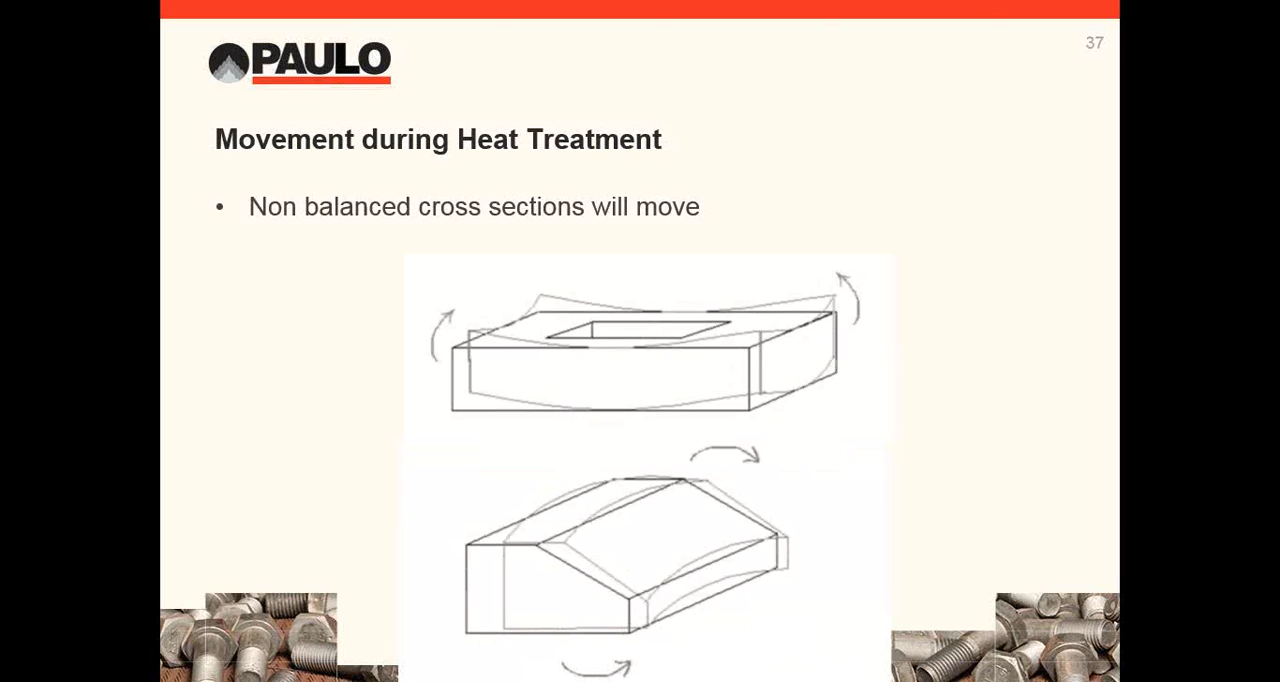 37
PAULO
Movement during Heat Treatment
• Non balanced cross sections will move